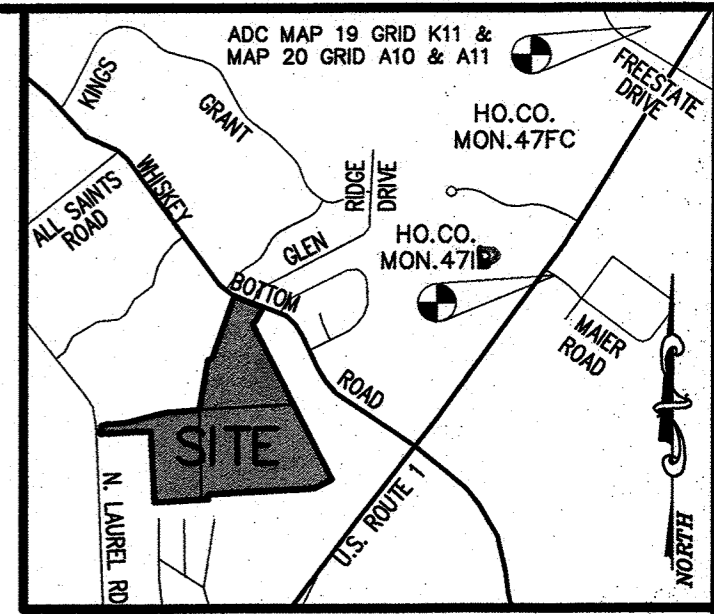 ADC MAP 19 GRID K11 &
MAP 20 GRID A10 & A11
KINGS
GRANT
FREESTATE
DRIVE
HO.CO.
MON.47FC
WHISKEY
ALL SAINTS
ROAD
RIDGE
DRIVE
GLEN
HO.CO.
BOTTOM
MAIER
ROAD
ROAD
SITE
N. LAUREL RD
U.S. ROUTE 1
NORTH